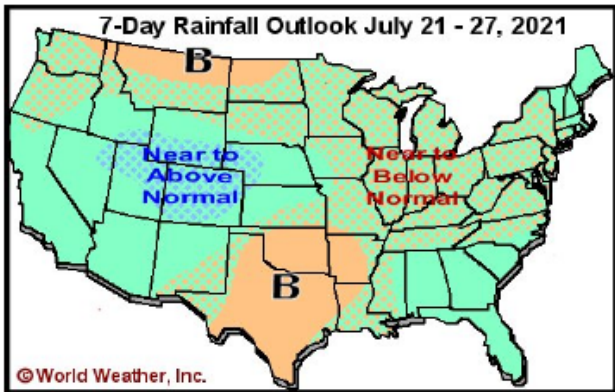 7-Day Rainfall Outlook July 21 - 27, 2021
B
Near to
Above
Normal
Near to
Below
Normal
B
©World Weather, Inc.